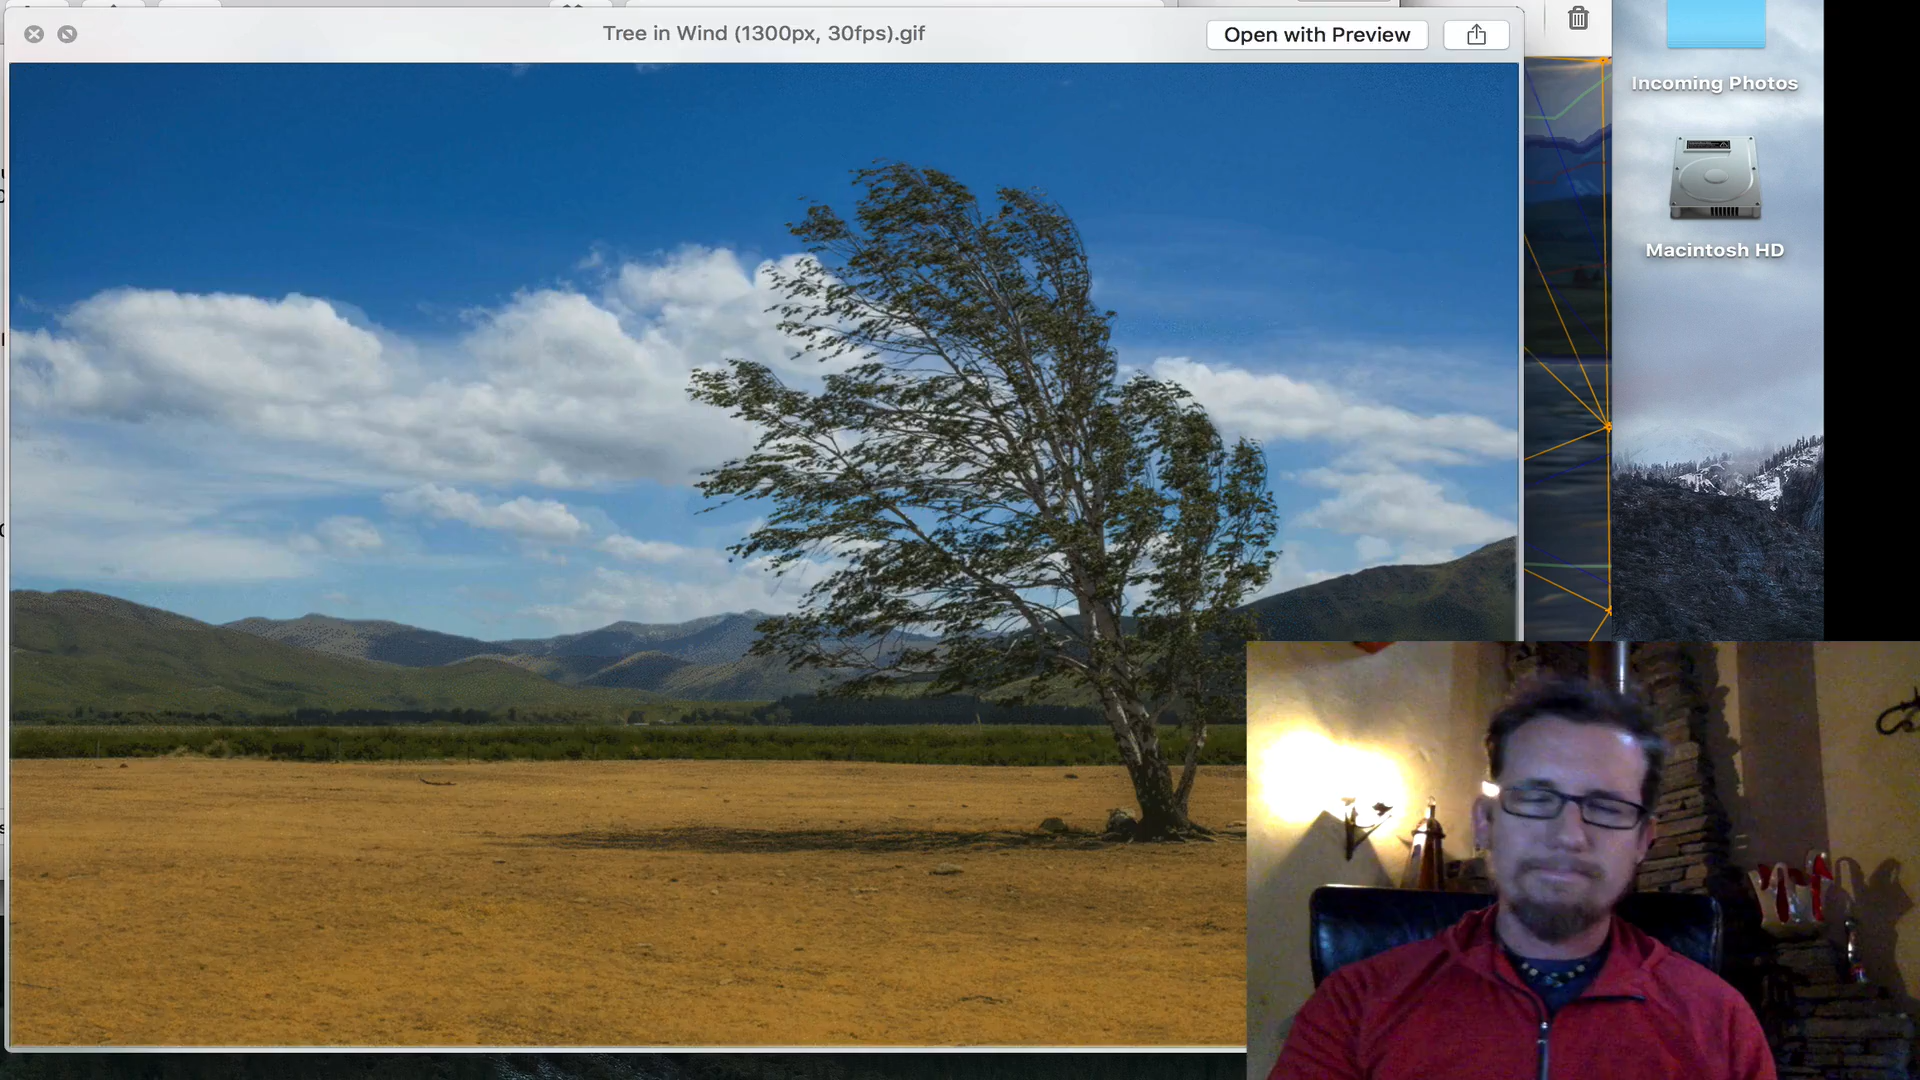 Tree in Wind (1300px, 30fps).gif
Open with Preview
Incoming Photos
Macintosh HD